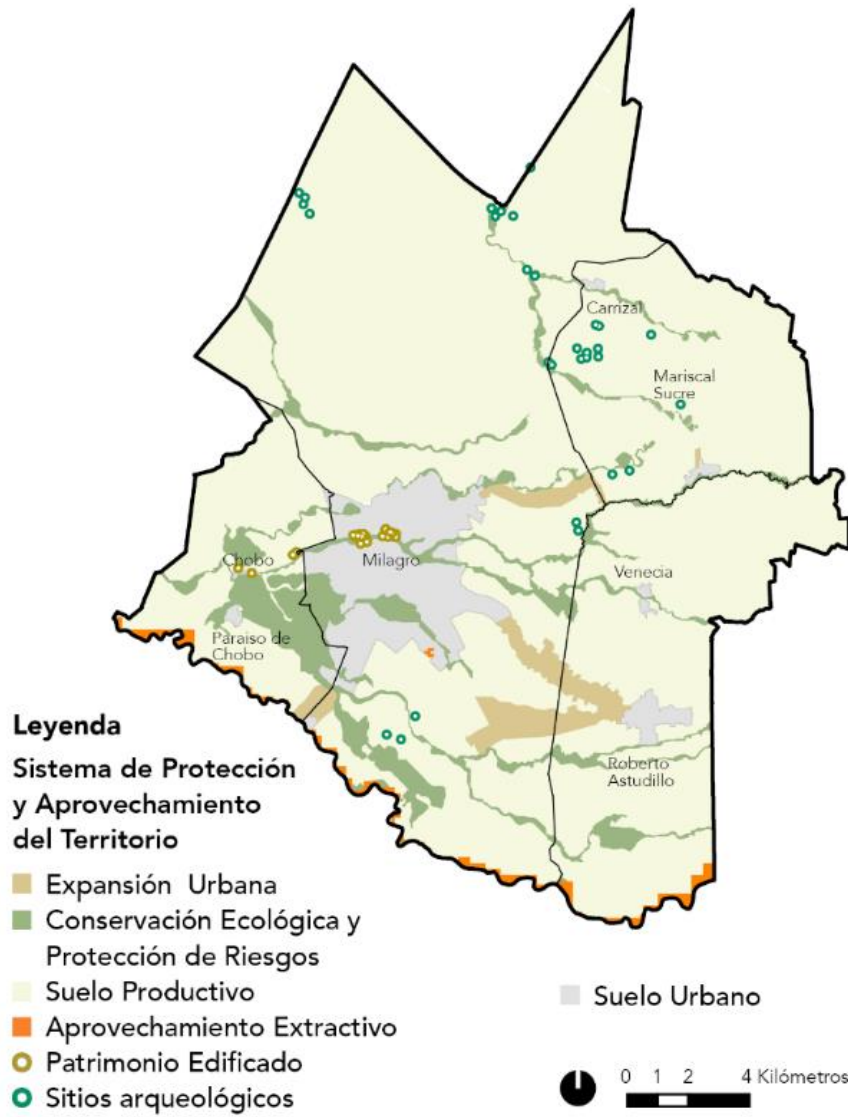 Carrizal
Mariscal
Sucre
Chobo
Milagro
Venecia
Paraiso de
Chobo
Roberto
Astudillo
Leyenda
Sistema de Protección
y Aprovechamiento
del Territorio
Expansión Urbana
Conservación Ecológica y
Protección de Riesgos
Suelo Productivo
Aprovechamiento Extractivo
Patrimonio Edificado
Sitios arqueológicos
Suelo Urbano
0 1 2 4 Kilómetros